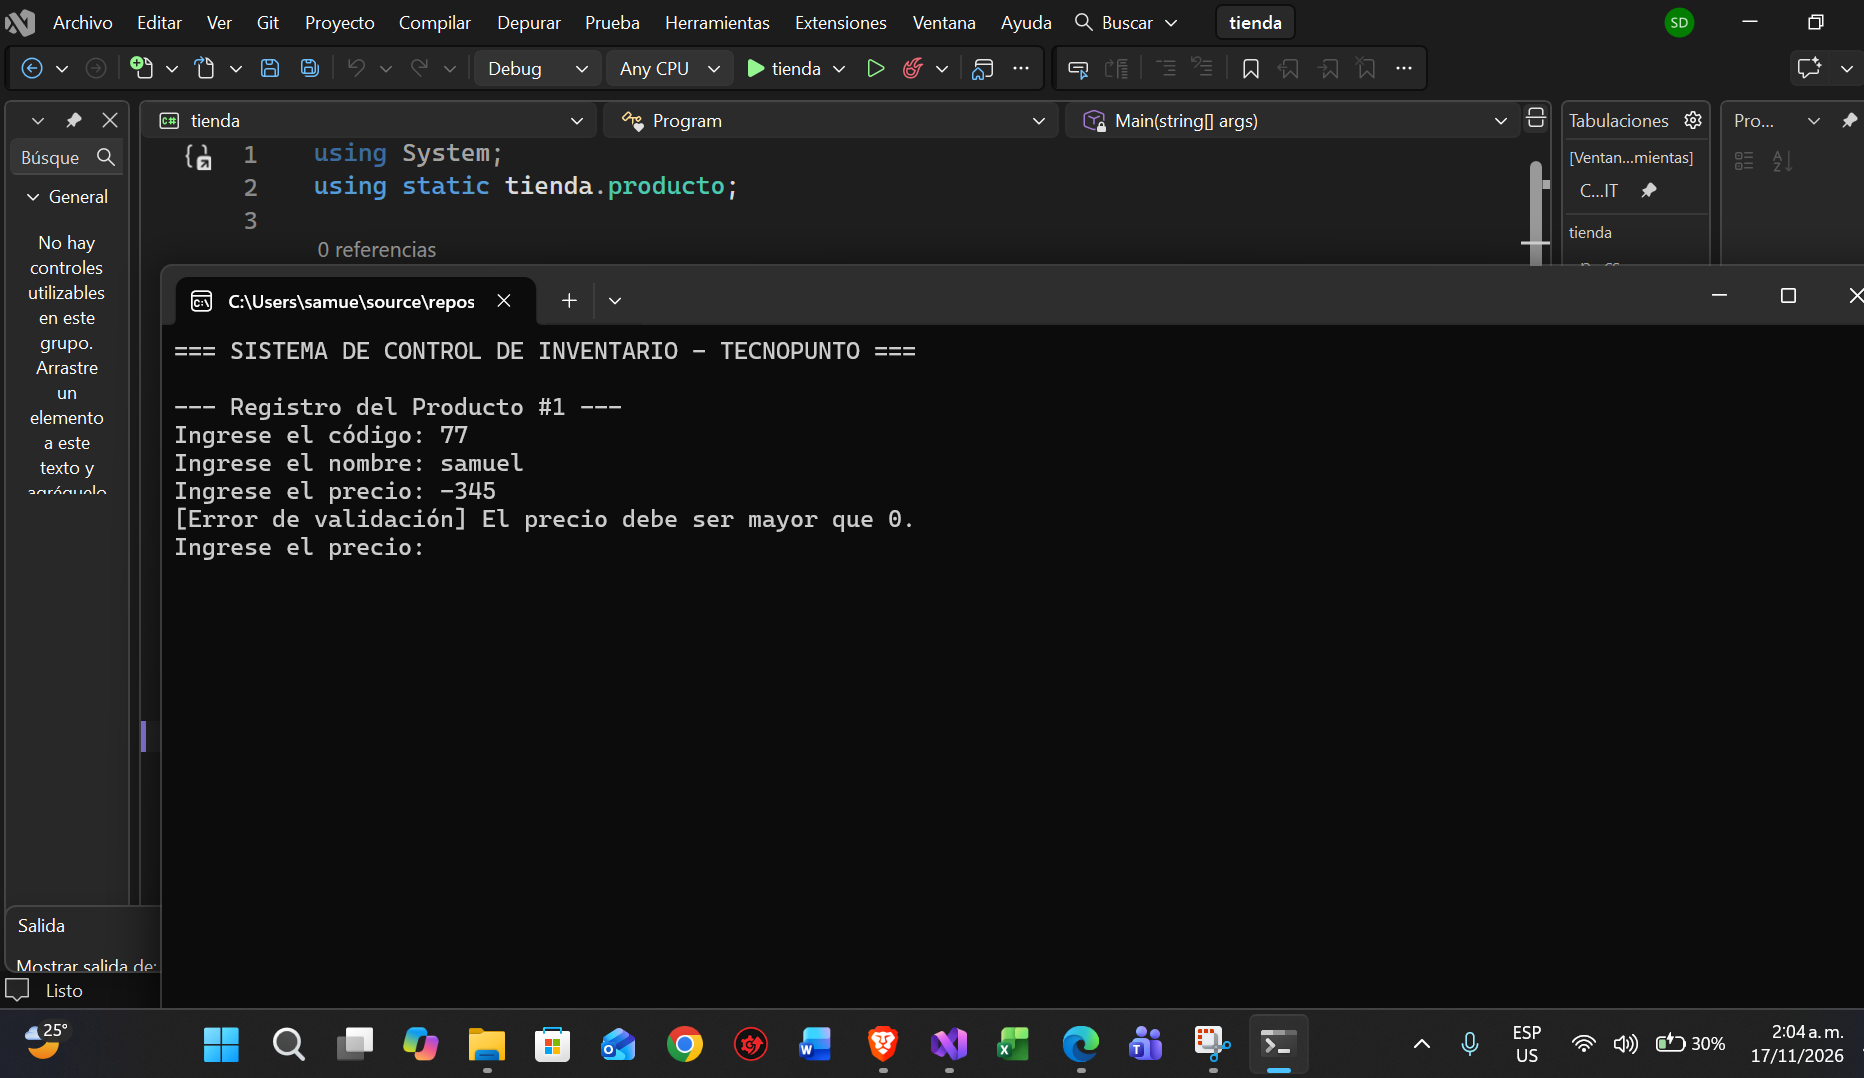 Archivo Editar Ver Git Proyecto Compilar Depurar Prueba Herramientas Extensiones Ventana Ayuda Buscar tienda SD
Debug Any CPU tienda
tienda Program Main(string[] args) Tabulaciones Pro...
Búsque
General
No hay
controles
utilizables
en este
grupo.
Arrastre
un
elemento
a este
texto y
agréguelo
1 using System;
2 using static tienda.producto;
3
0 referencias
[Ventan...mientas]
C...IT
tienda
C:\Users\samue\source\repos
=== SISTEMA DE CONTROL DE INVENTARIO - TECNOPUNTO ===
--- Registro del Producto #1 ---
Ingrese el código: 77
Ingrese el nombre: samuel
Ingrese el precio: -345
[Error de validación] El precio debe ser mayor que 0.
Ingrese el precio:
Salida
Mostrar salida de:
Listo
25°
ESP
US
30%
2:04 a. m.
17/11/2026